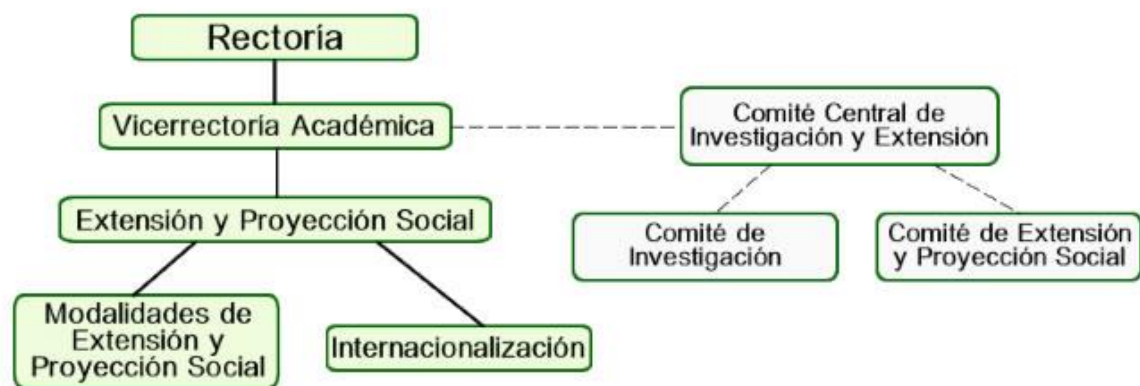 Rectoría
Vicerrectoría Académica
Comité Central de
Investigación y Extensión
Extensión y Proyección Social
Comité de
Investigación
Comité de Extensión
y Proyección Social
Modalidades de
Extensión y
Proyección Social
Internacionalización